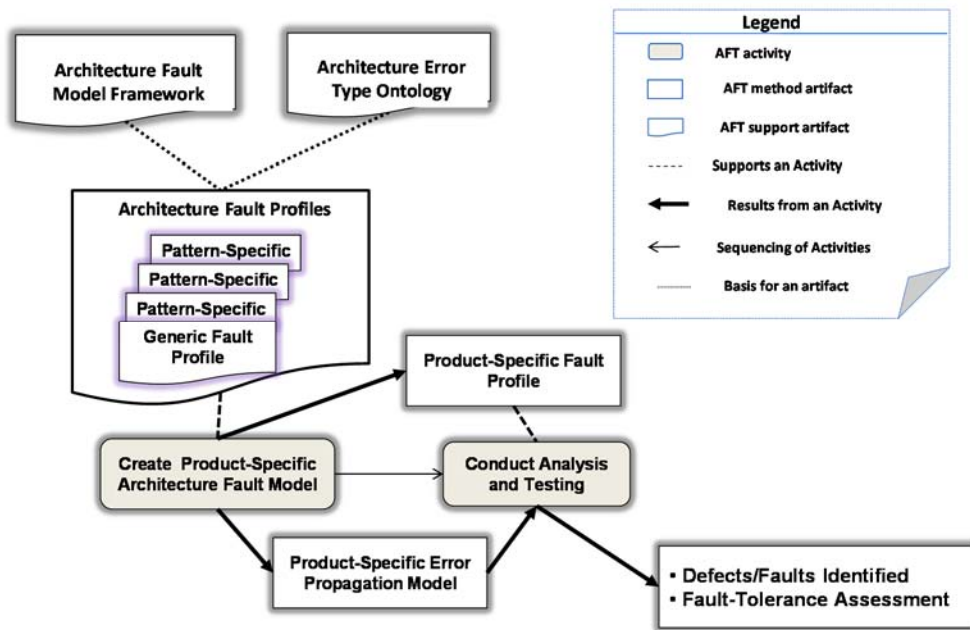 Architecture Fault
Model Framework
Architecture Error
Type Ontology
Legend
AFT activity
AFT method artifact
AFT support artifact
Supports an Activity
Results from an Activity
Sequencing of Activities
Basis for an artifact
Architecture Fault Profiles
Pattern-Specific
Pattern-Specific
Pattern-Specific
Generic Fault
Profile
Product-Specific Fault
Profile
Create Product-Specific
Architecture Fault Model
Conduct Analysis
and Testing
Product-Specific Error
Propagation Model
▪ Defects/Faults Identified
▪ Fault-Tolerance Assessment